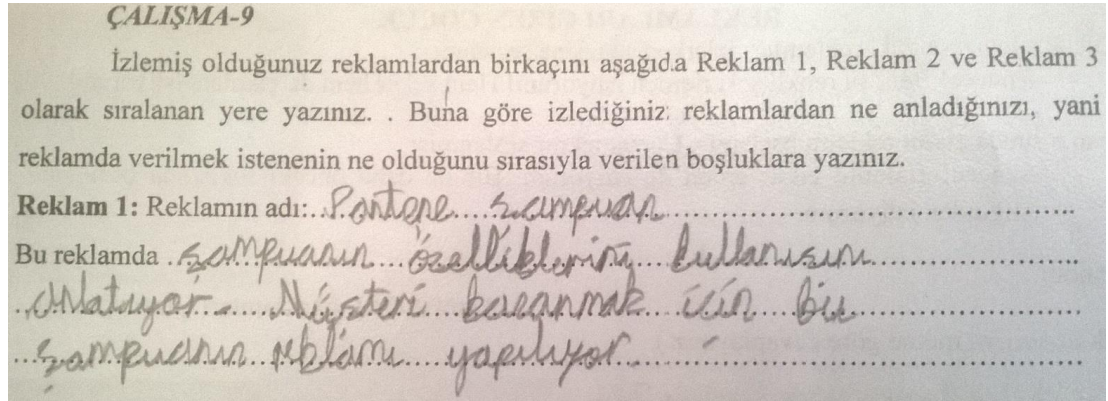 ÇALIŞMA-9
İzlemiş olduğunuz reklamlardan birkaçını aşağıda Reklam 1, Reklam 2 ve Reklam 3
olarak sıralanan yere yazınız. . Buna göre izlediğiniz reklamlardan ne anladığınızı, yani
reklamda verilmek istenenin ne olduğunu sırasıyla verilen boşluklara yazınız.
Reklam 1: Reklamın adı: Pantene şampuan
Bu reklamda şampuanın özelliklerini kullanışını
anlatıyor. Müşteri kazanmak için bu
şampuanın reklamı yapılıyor